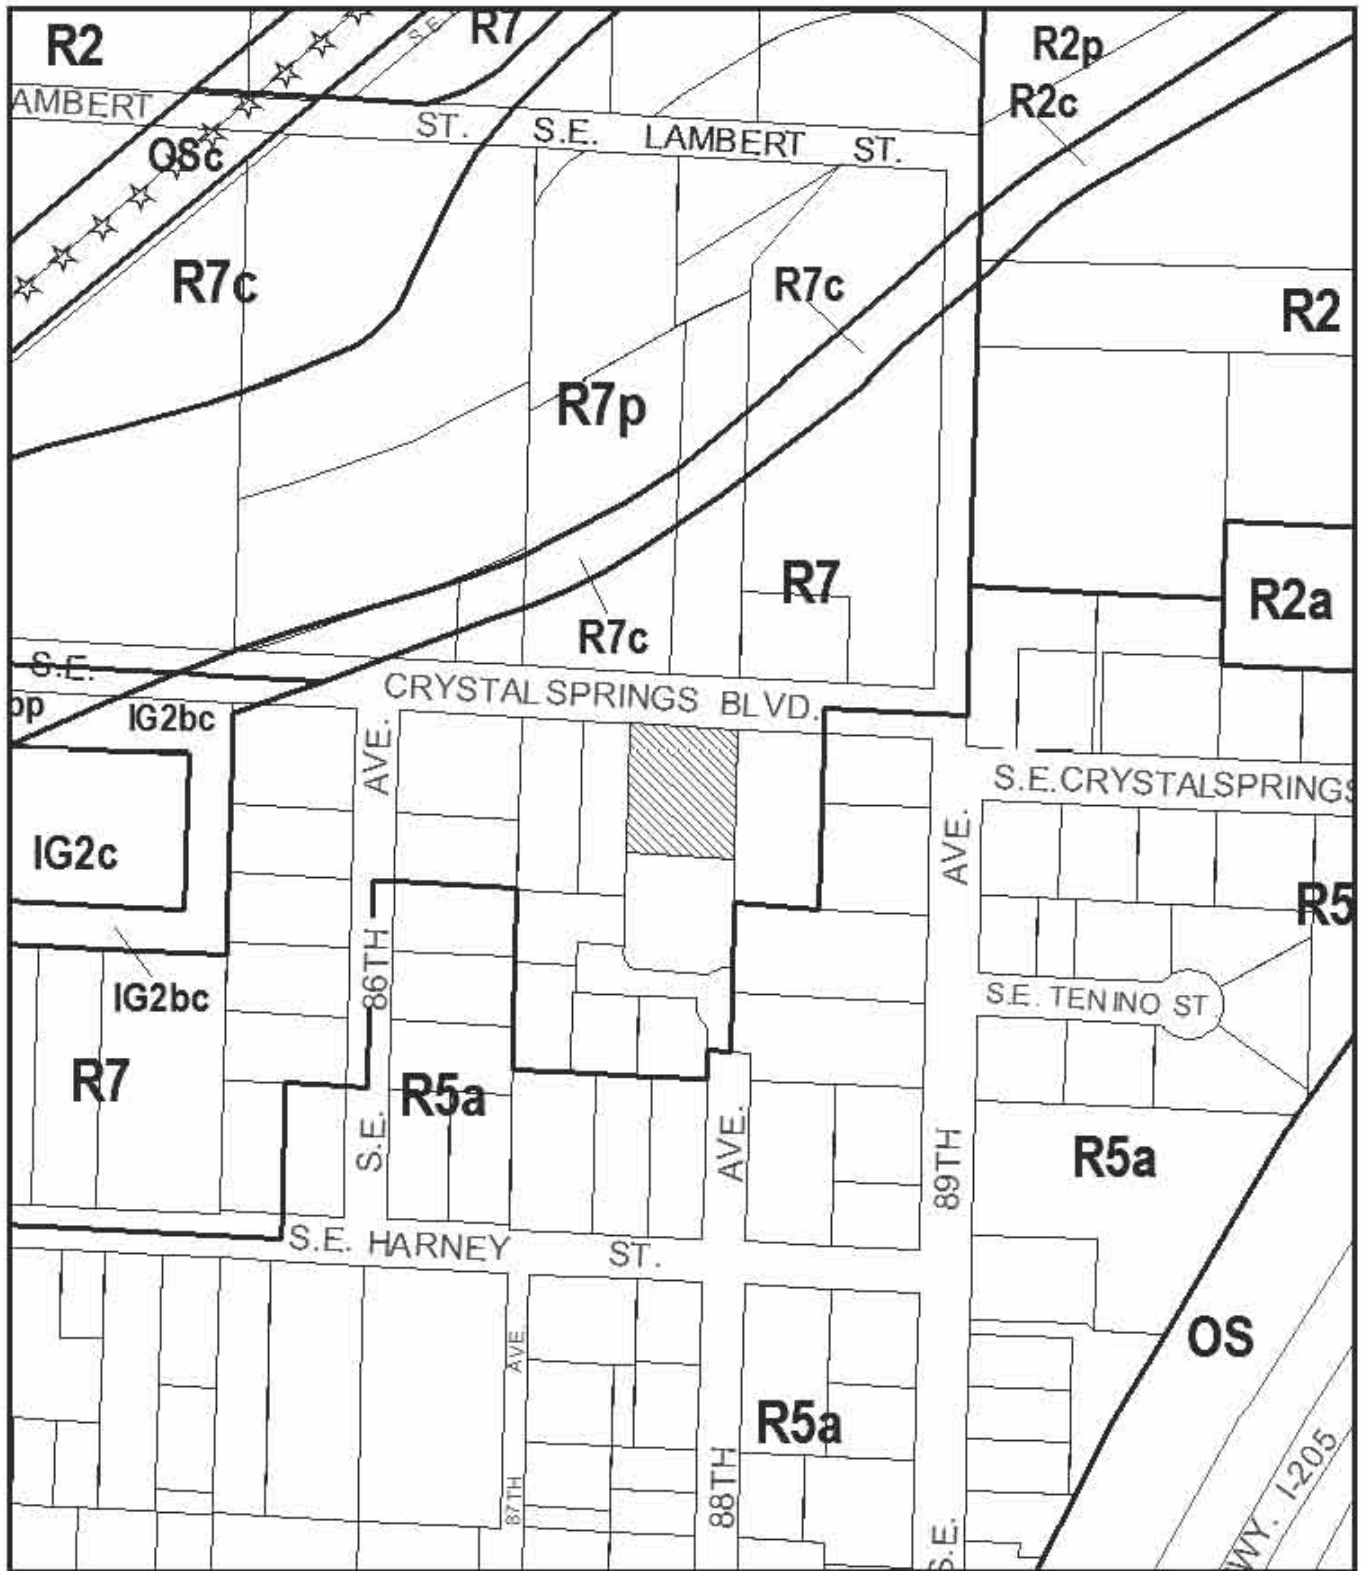 R2
S.E.
R7
R2p
R2c
AMBERT
ST.
S.E. LAMBERT ST.
OSc
R7c
R7c
R2
R7p
R7
R2a
R7c
S.E.
CRYSTAL SPRINGS BLVD.
pp
IG2bc
AVE.
S.E. CRYSTAL SPRINGS
IG2c
AVE.
R5
86TH
IG2bc
S.E. TENINO ST
R7
R5a
S.E.
AVE.
89TH
R5a
S.E. HARNEY ST.
AVE.
OS
R5a
87TH
88TH
S.E.
WY. I-205